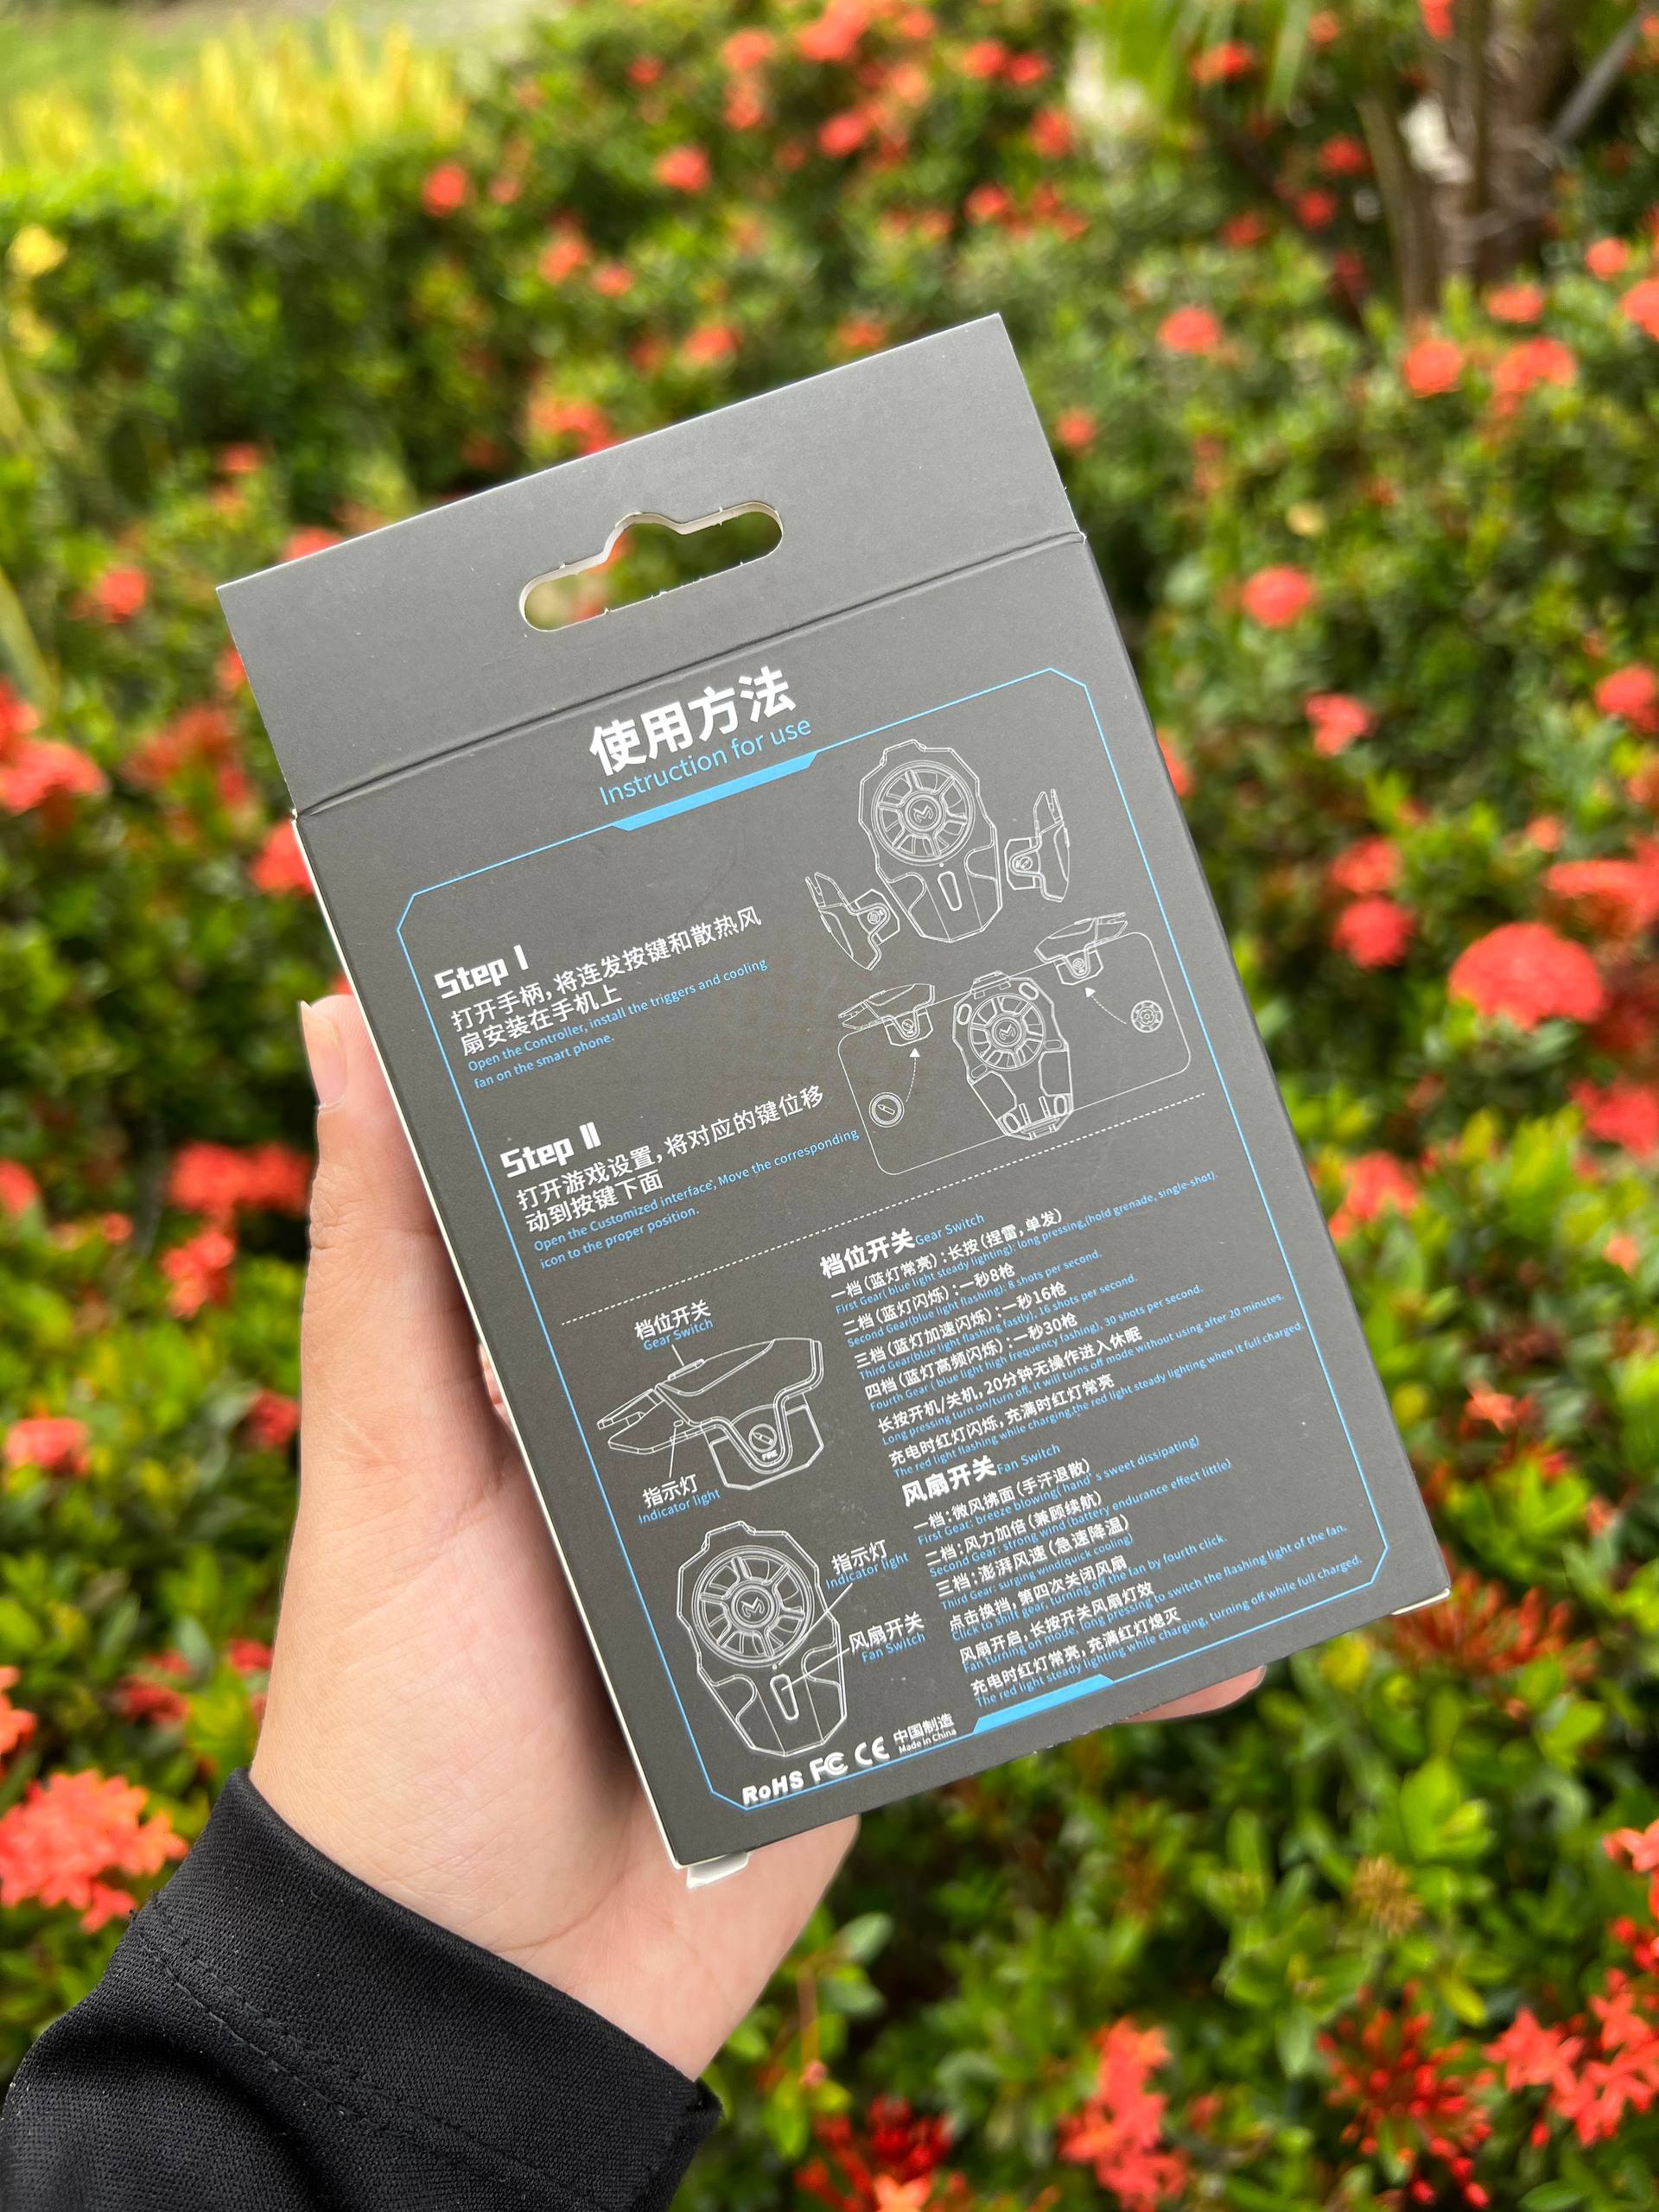 使用方法
Instruction for use
Step I
打开手柄，将连发按键和散热风
扇安装在手机上
Open the Controller, install the triggers and cooling
fan on the smart phone.
Step II
打开游戏设置，将对应的键位移
动到按键下面
Open the Customized interface', Move the corresponding
icon to the proper position.
档位开关
Gear Switch
指示灯
Indicator light
FIRE
指示灯
Indicator light
风扇开关
Fan Switch
档位开关Gear Switch
一档（蓝灯常亮）：长按（捏雷，单发）
First Gear( blue light steady lighting): long pressing,(hold grenade, single-shot).
二档（蓝灯闪烁）：一秒8枪
Second Gear(blue light flashing): 8 shots per second.
三档（蓝灯加速闪烁）：一秒16枪
Third Gear(blue light flashing fastly), 16 shots per second.
四档（蓝灯高频闪烁）：一秒30枪
Fourth Gear ( blue light high frequency fashing), 30 shots per second.
长按开机/关机，20分钟无操作进入休眠
Long pressing turn on/turn off, it will turns off mode without using after 20 minutes.
充电时红灯闪烁，充满时红灯常亮
The red light flashing while charging,the red light steady lighting when it full charged.
风扇开关Fan Switch
一档：微风拂面（手汗退散）
First Gear: breeze blowing( hand' s sweet dissipating)
二档：风力加倍（兼顾续航）
Second Gear: strong wind (battery endurance effect little)
三档：澎湃风速（急速降温）
Third Gear: surging wind(quick cooling)
点击换挡，第四次关闭风扇
Click to shift gear, turning off the fan by fourth click.
风扇开启，长按开关风扇灯效
Fan turning on mode, long pressing to switch the flashing light of the fan.
充电时红灯常亮，充满红灯熄灭
The red light steady lighting while charging, turning off while full charged.
RoHS FC CE 中国制造
Made in China